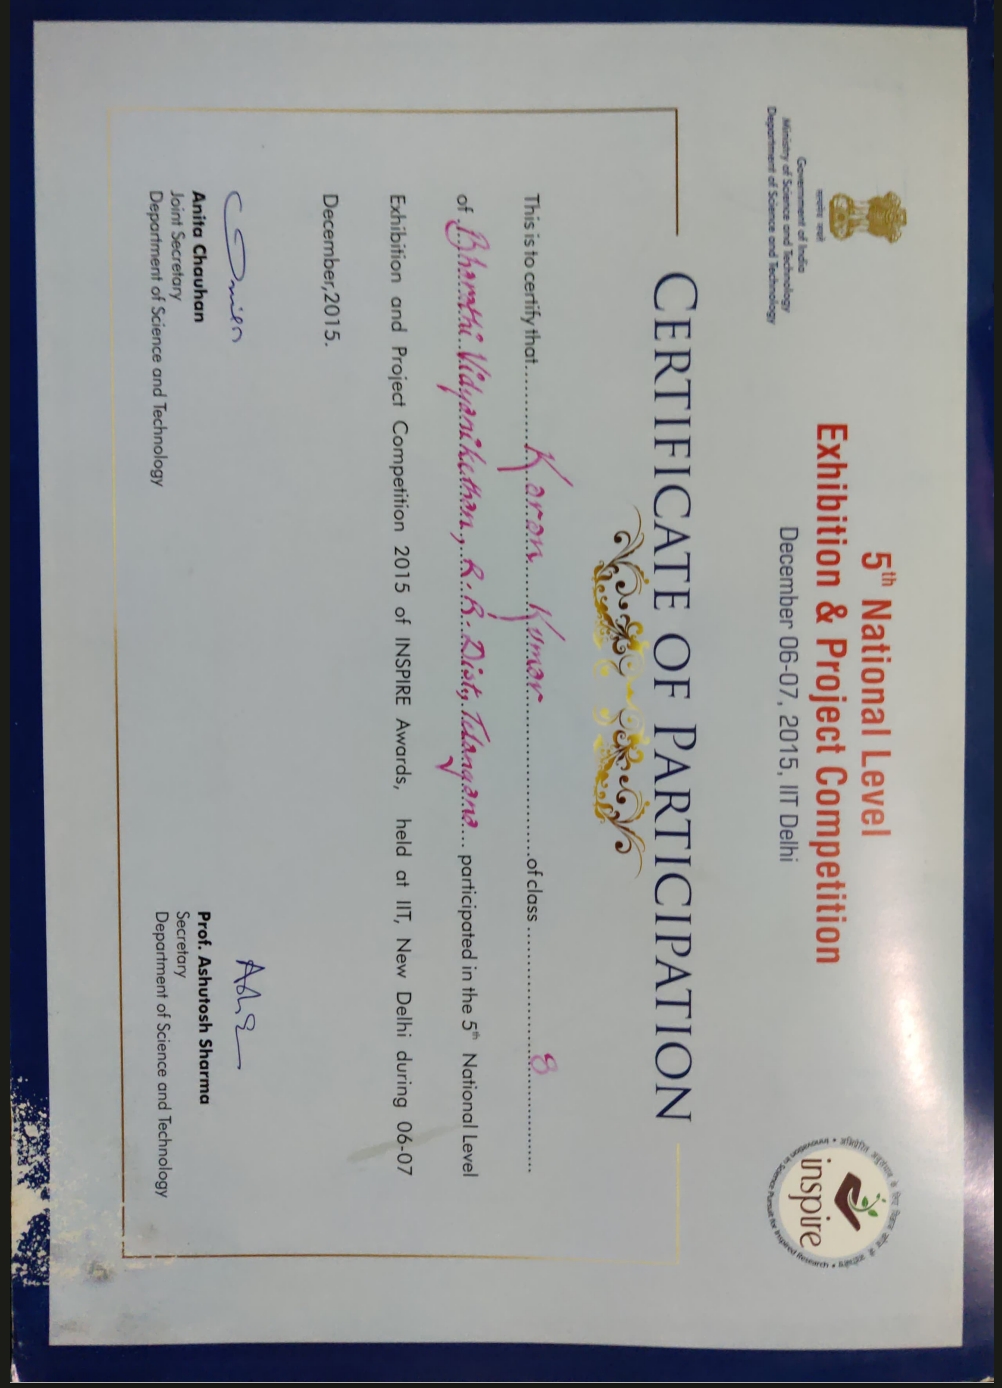 सत्यमेव जयते
Government of India
Ministry of Science and Technology
Department of Science and Technology
5th National Level
Exhibition & Project Competition
December 06-07, 2015, IIT Delhi
inspire
Innovation in Science Pursuit for Inspired Research
CERTIFICATE OF PARTICIPATION
This is to certify that..........Karan Kumar..........of class..........8..........
of Bharathi Vidyanikethan, R.R. Dist, Telangana... participated in the 5th National Level
Exhibition and Project Competition 2015 of INSPIRE Awards, held at IIT, New Delhi during 06-07
December,2015.
Anita Chauhan
Joint Secretary
Department of Science and Technology
Prof. Ashutosh Sharma
Secretary
Department of Science and Technology